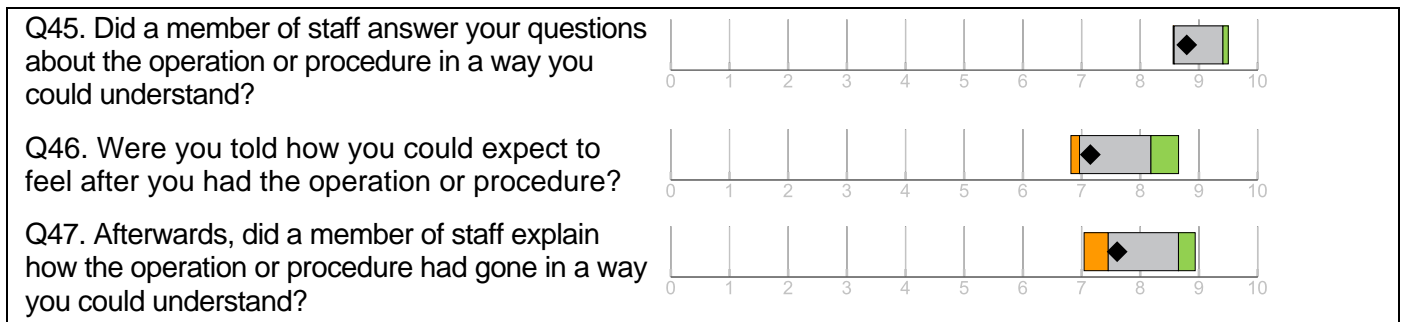 Q45. Did a member of staff answer your questions
about the operation or procedure in a way you
could understand?
0 1 2 3 4 5 6 7 8 9 10
Q46. Were you told how you could expect to
feel after you had the operation or procedure?
0 1 2 3 4 5 6 7 8 9 10
Q47. Afterwards, did a member of staff explain
how the operation or procedure had gone in a way
you could understand?
0 1 2 3 4 5 6 7 8 9 10